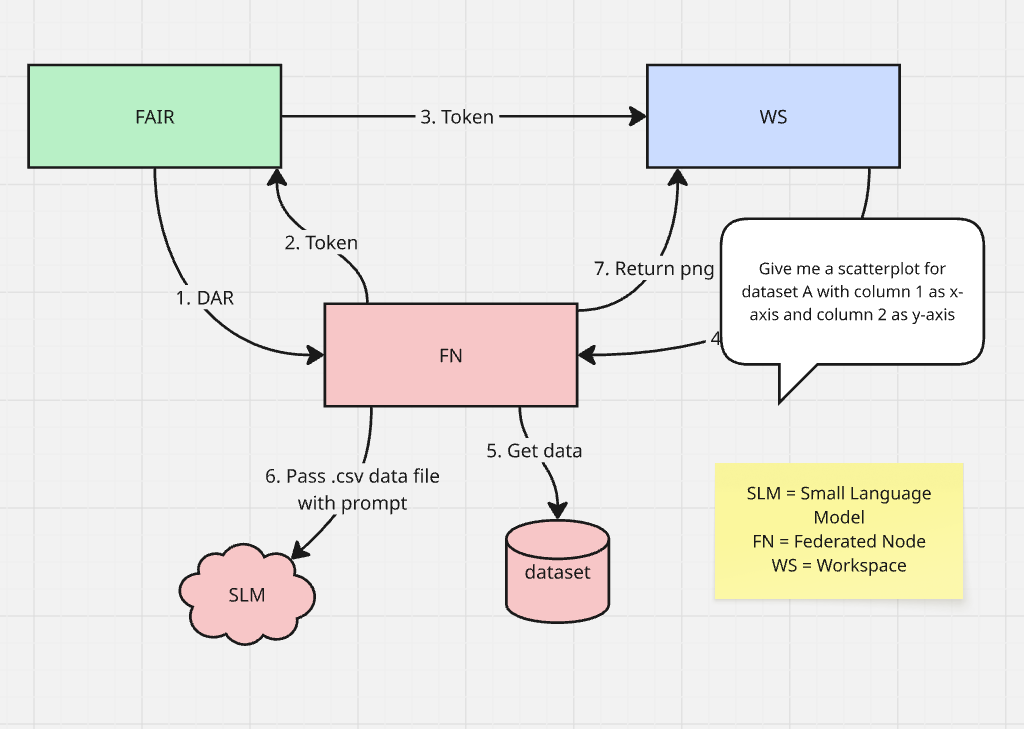 FAIR
3. Token
WS
2. Token
1. DAR
7. Return png
Give me a scatterplot for
dataset A with column 1 as x-
axis and column 2 as y-axis
4
FN
5. Get data
6. Pass .csv data file
with prompt
SLM
dataset
SLM = Small Language
Model
FN = Federated Node
WS = Workspace